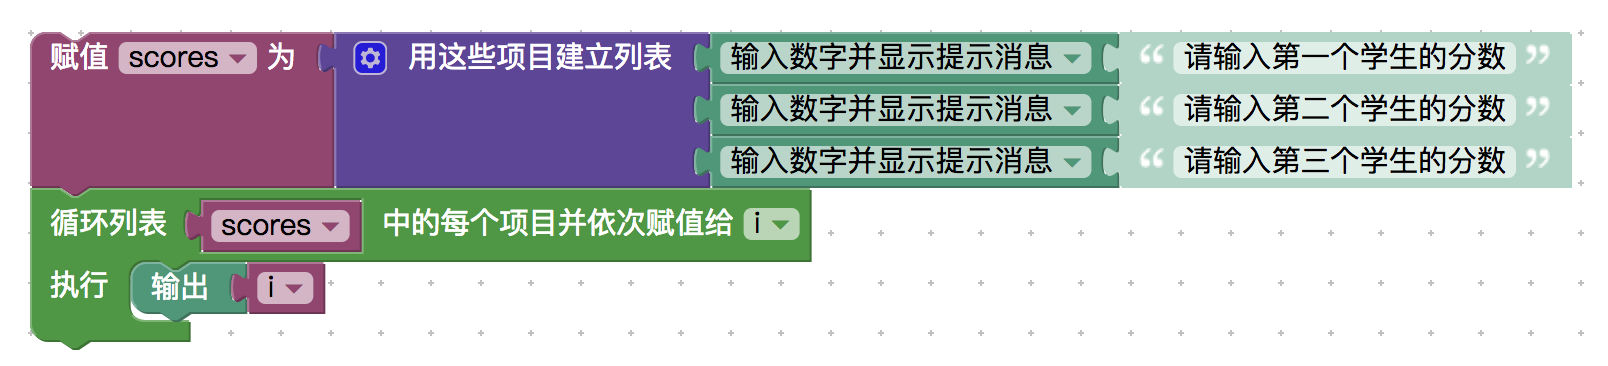 赋值 scores 为 用这些项目建立列表 输入数字并显示提示消息 “ 请输入第一个学生的分数 ”
输入数字并显示提示消息 “ 请输入第二个学生的分数 ”
输入数字并显示提示消息 “ 请输入第三个学生的分数 ”
循环列表 scores 中的每个项目并依次赋值给 i
执行 输出 i